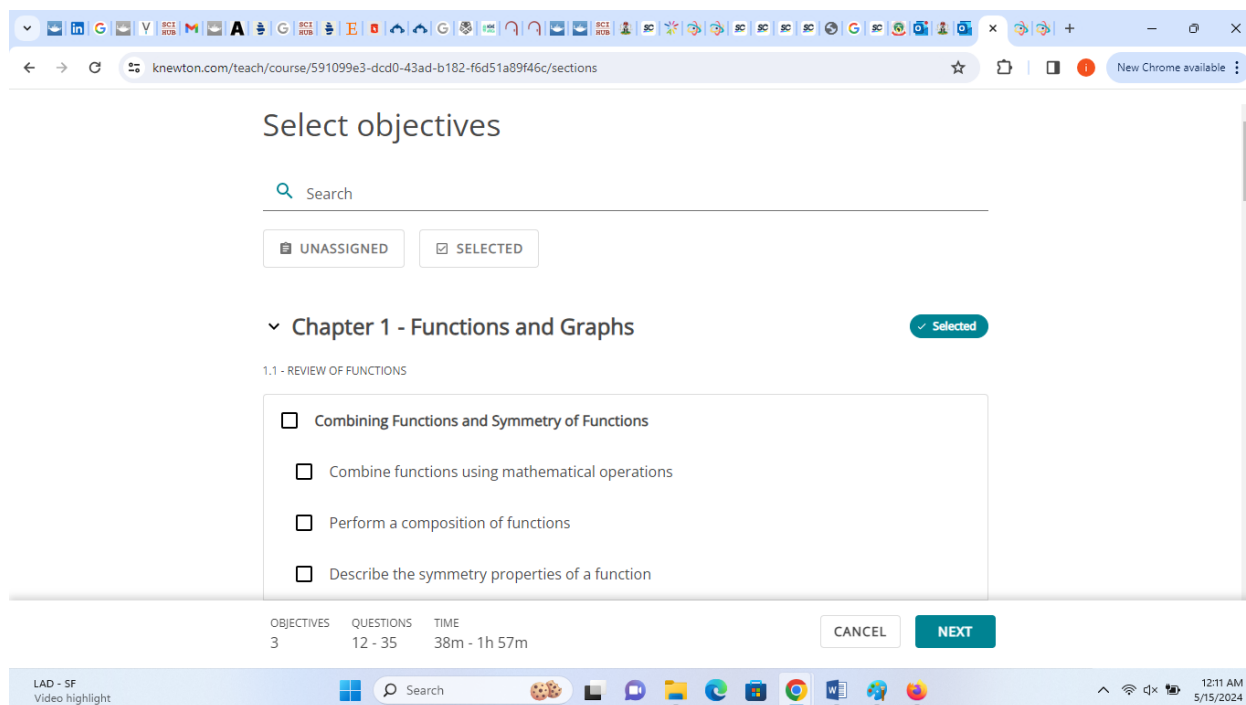 knewton.com/teach/course/591099e3-dcd0-43ad-b182-f6d51a89f46c/sections
New Chrome available
Select objectives
Search
UNASSIGNED
SELECTED
Chapter 1 - Functions and Graphs
Selected
1.1 - REVIEW OF FUNCTIONS
Combining Functions and Symmetry of Functions
Combine functions using mathematical operations
Perform a composition of functions
Describe the symmetry properties of a function
OBJECTIVES QUESTIONS TIME
3 12 - 35 38m - 1h 57m
CANCEL NEXT
LAD - SF
Video highlight
Search
12:11 AM
5/15/2024